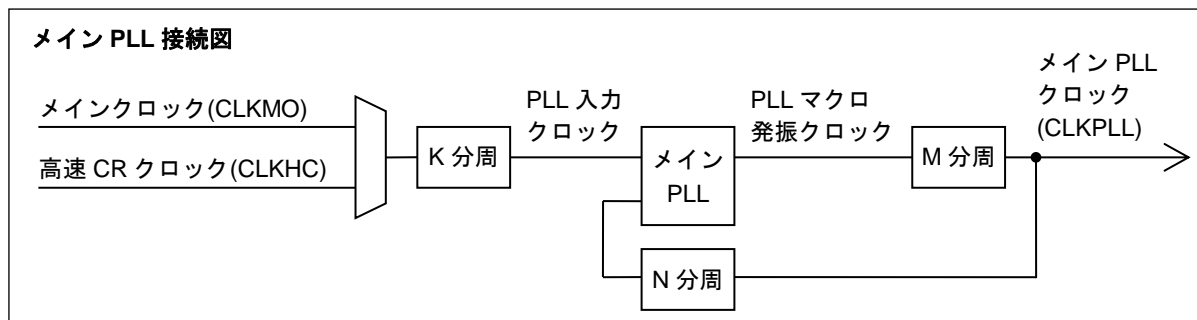 メイン PLL 接続図
メインクロック(CLKMO)
高速 CR クロック(CLKHC)
K 分周
PLL 入力
クロック
メイン
PLL
PLL マクロ
発振クロック
M 分周
メイン PLL
クロック
(CLKPLL)
N 分周